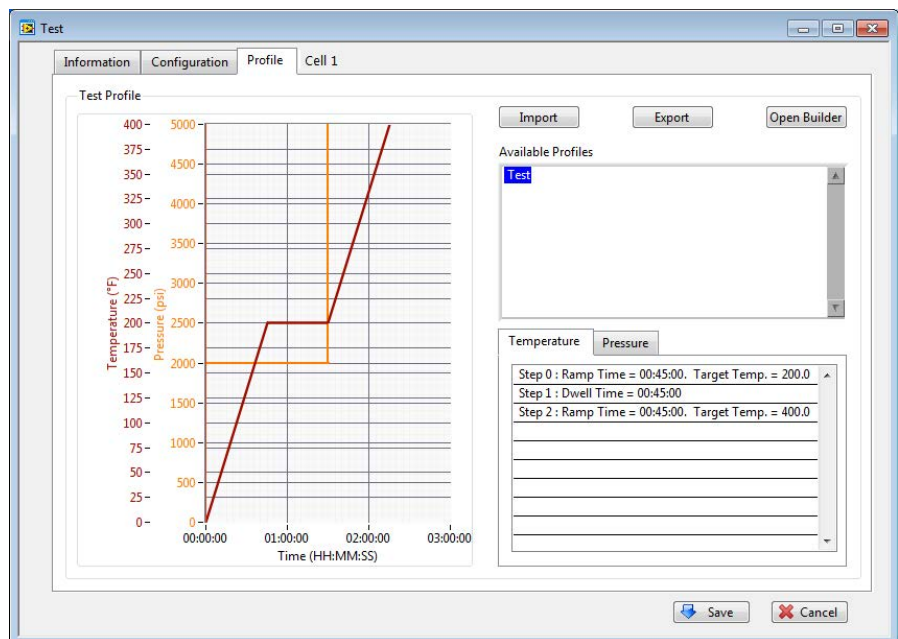 Test
Information Configuration Profile Cell 1
Test Profile
Import Export Open Builder
Available Profiles
Test
Temperature (°F)
400
375
350
325
300
275
250
225
200
175
150
125
100
75
50
25
0
Pressure (psi)
5000
4500
4000
3500
3000
2500
2000
1500
1000
500
0
00:00:00 01:00:00 02:00:00 03:00:00
Time (HH:MM:SS)
Temperature Pressure
Step 0 : Ramp Time = 00:45:00. Target Temp. = 200.0
Step 1 : Dwell Time = 00:45:00
Step 2 : Ramp Time = 00:45:00. Target Temp. = 400.0
Save Cancel